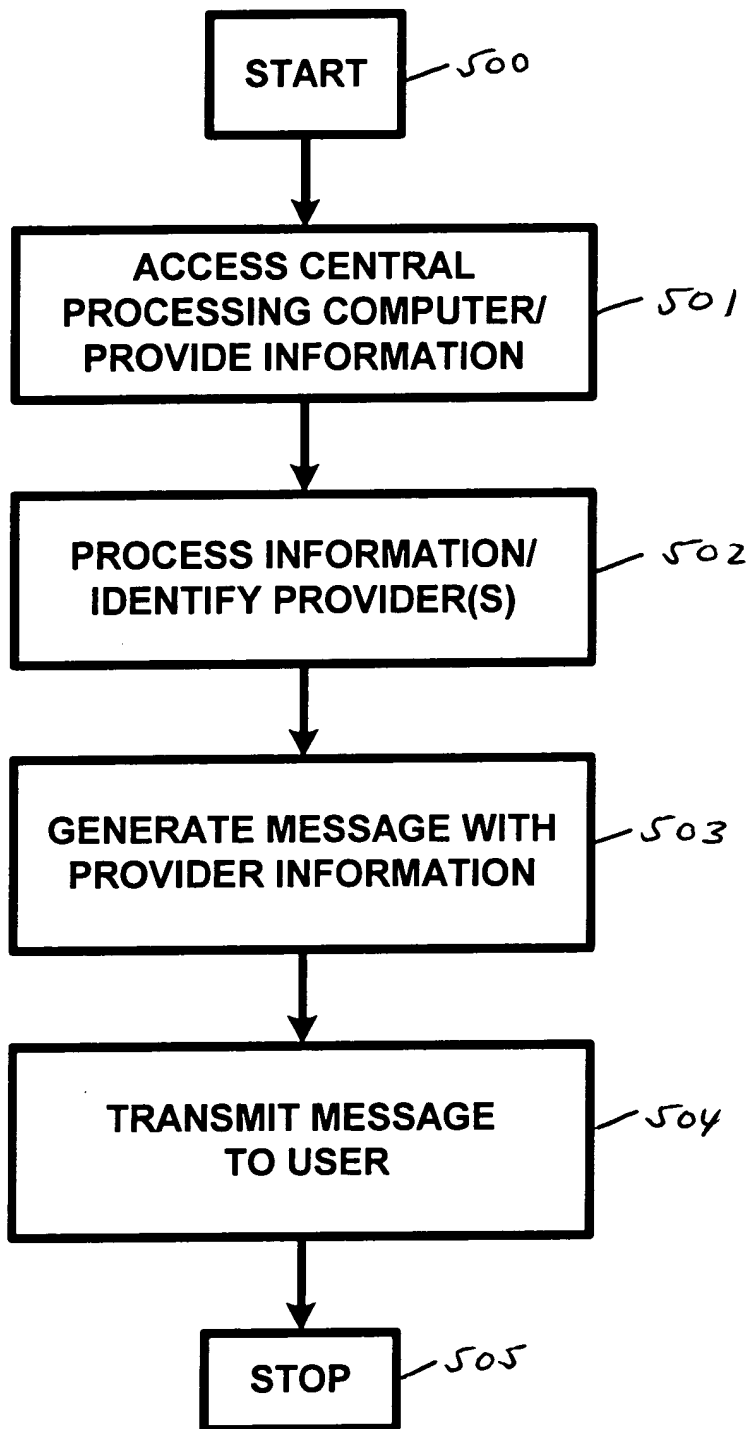 START
500
ACCESS CENTRAL
PROCESSING COMPUTER/
PROVIDE INFORMATION
501
PROCESS INFORMATION/
IDENTIFY PROVIDER(S)
502
GENERATE MESSAGE WITH
PROVIDER INFORMATION
503
TRANSMIT MESSAGE
TO USER
504
STOP
505